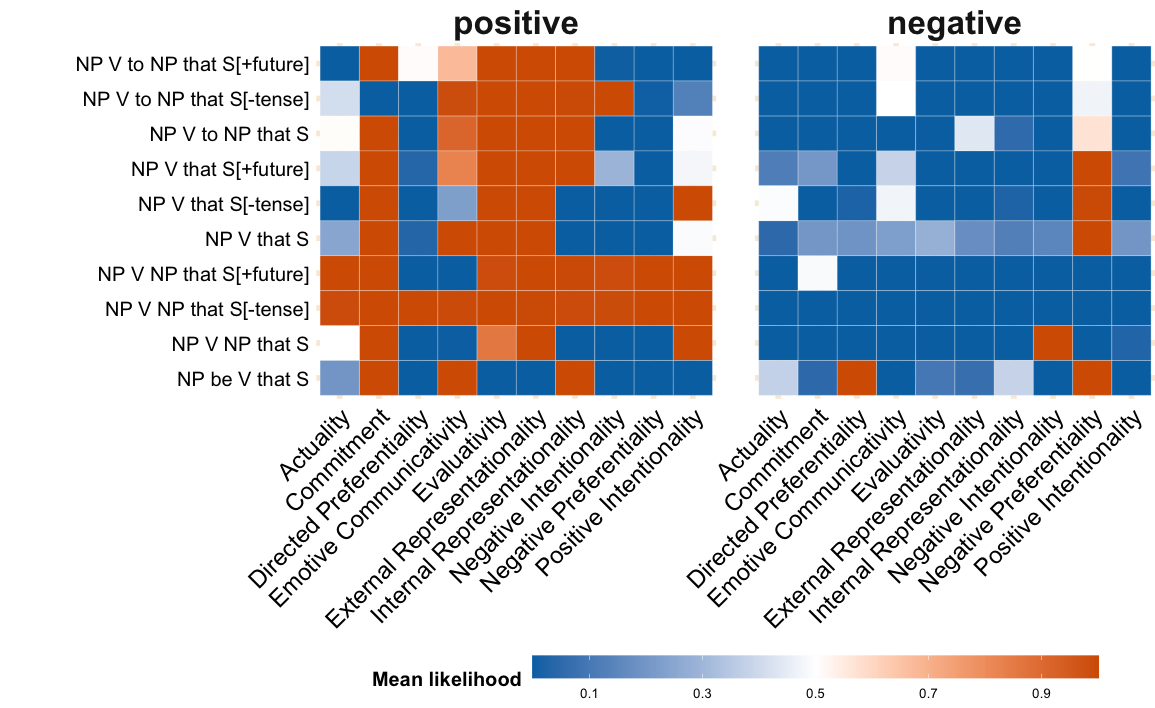 positive
negative
NP V to NP that S[+future]
NP V to NP that S[-tense]
NP V to NP that S
NP V that S[+future]
NP V that S[-tense]
NP V that S
NP V NP that S[+future]
NP V NP that S[-tense]
NP V NP that S
NP be V that S
Actuality
Commitment
Directed Preferentiality
Emotive Communicativity
Evaluativity
External Representationality
Internal Representationality
Negative Intentionality
Negative Preferentiality
Positive Intentionality
Actuality
Commitment
Directed Preferentiality
Emotive Communicativity
Evaluativity
External Representationality
Internal Representationality
Negative Intentionality
Negative Preferentiality
Positive Intentionality
Mean likelihood
0.1 0.3 0.5 0.7 0.9